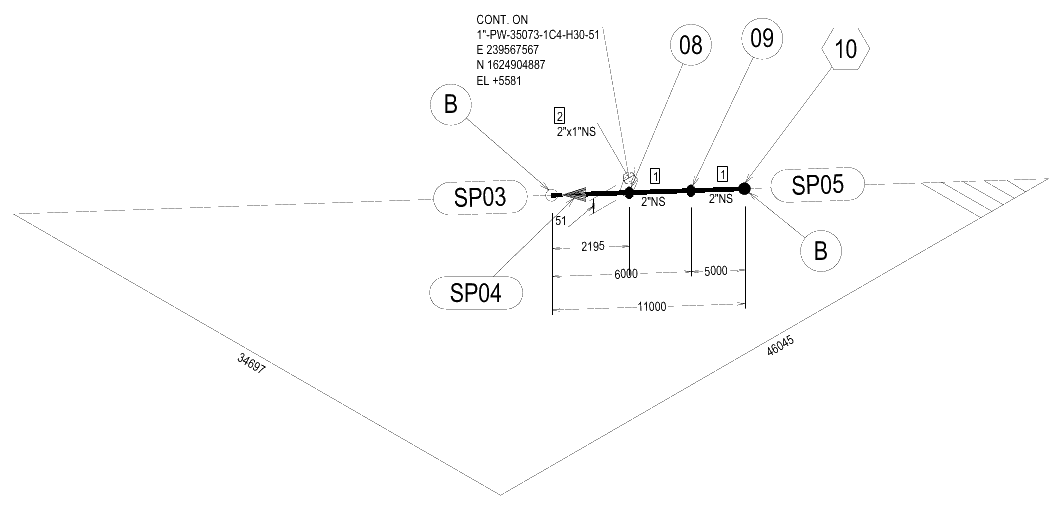 CONT. ON
1"-PW-35073-1C4-H30-51
E 239567567
N 1624904887
EL +5581
08
09
10
B
2
2"x1"NS
1
1
SP03
SP05
2"NS
2"NS
51
2195
B
6000
5000
SP04
11000
34697
46045